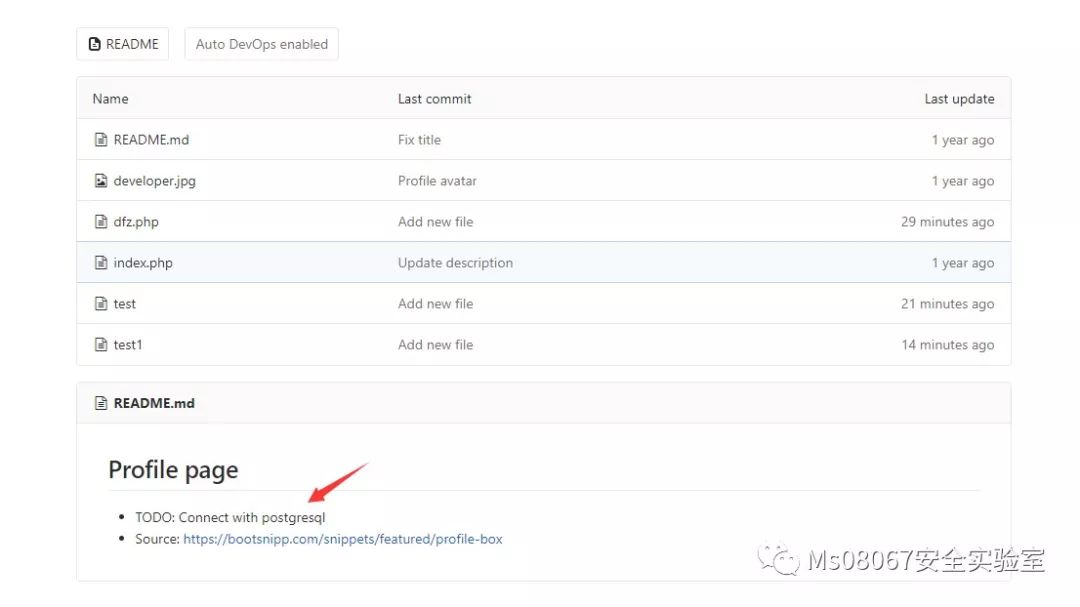 README Auto DevOps enabled
Name Last commit Last update
README.md Fix title 1 year ago
developer.jpg Profile avatar 1 year ago
dfz.php Add new file 29 minutes ago
index.php Update description 1 year ago
test Add new file 21 minutes ago
test1 Add new file 14 minutes ago
README.md
Profile page
TODO: Connect with postgresql
Source: https://bootsnipp.com/snippets/featured/profile-box
Ms08067安全实验室